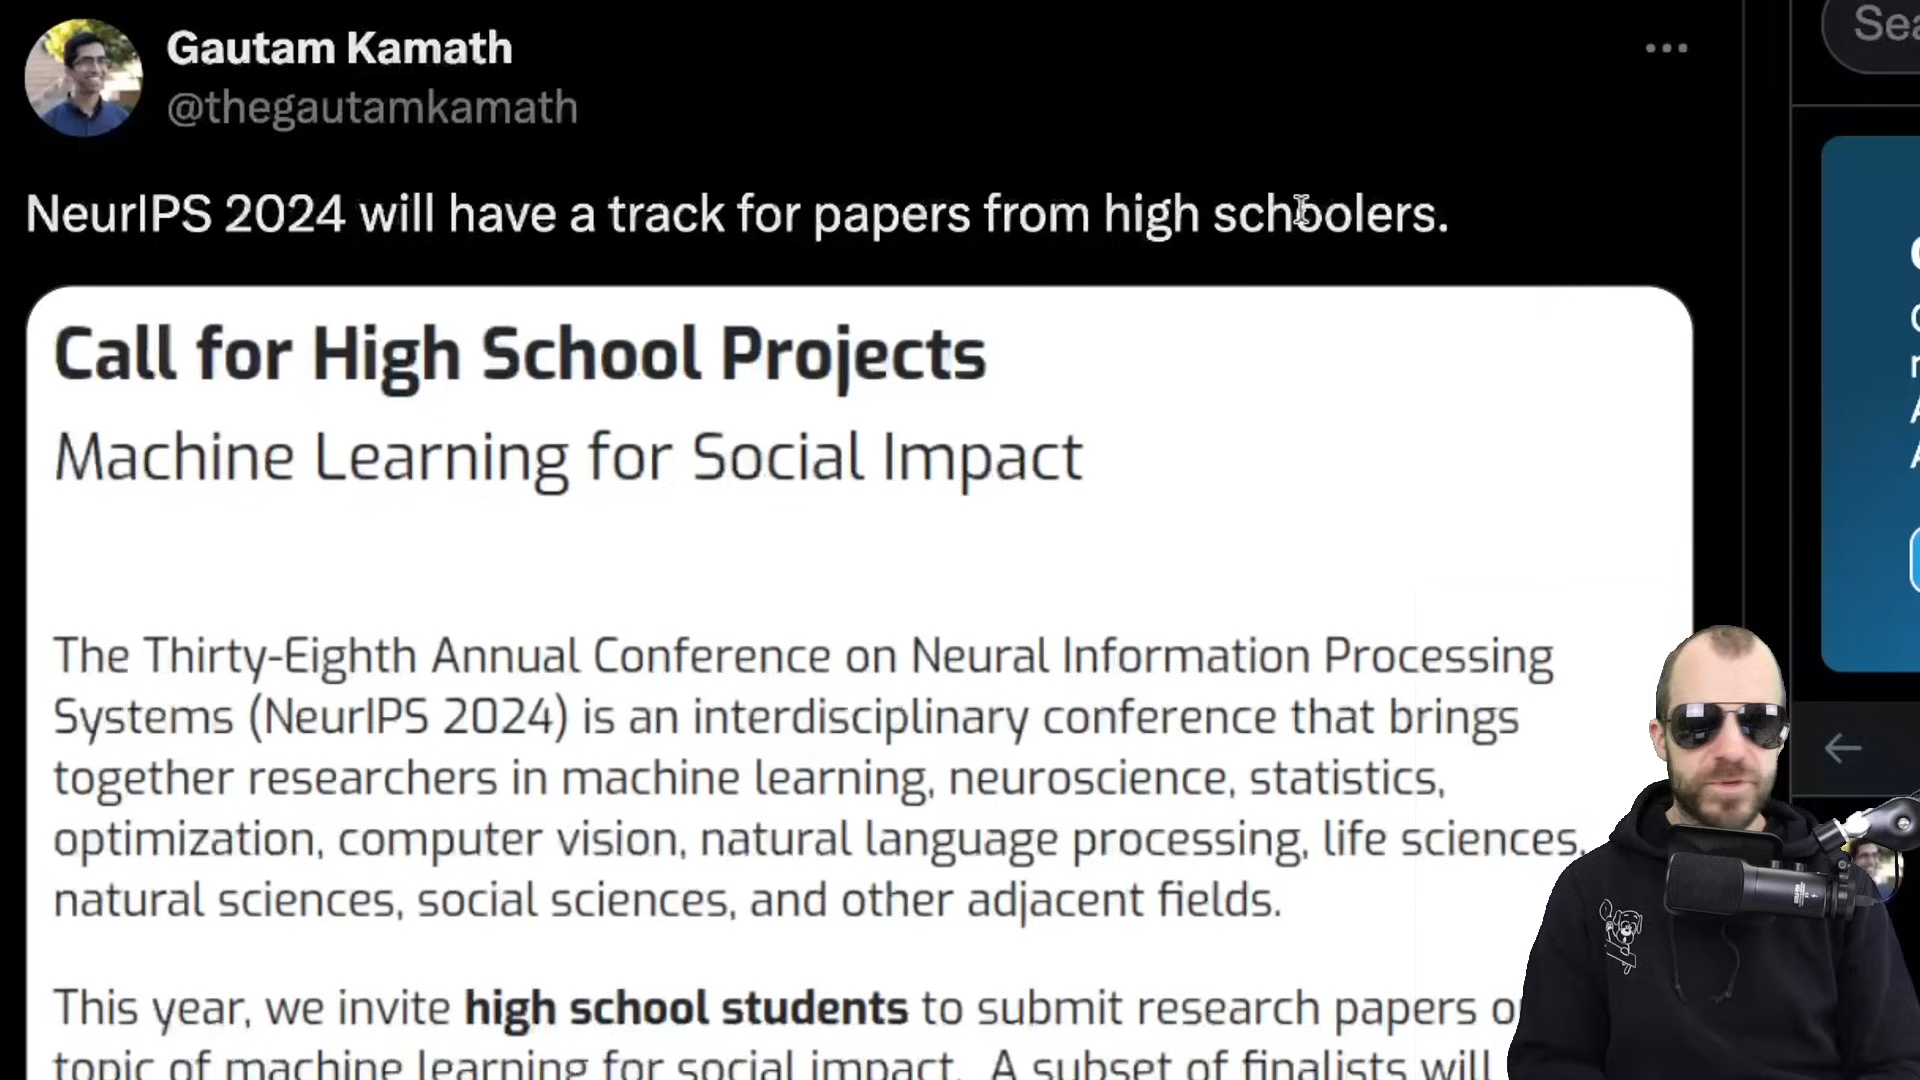 Gautam Kamath
@thegautamkamath
Sea
NeurIPS 2024 will have a track for papers from high schoolers.
Call for High School Projects
Machine Learning for Social Impact
The Thirty-Eighth Annual Conference on Neural Information Processing
Systems (NeurIPS 2024) is an interdisciplinary conference that brings
together researchers in machine learning, neuroscience, statistics,
optimization, computer vision, natural language processing, life sciences,
natural sciences, social sciences, and other adjacent fields.
This year, we invite high school students to submit research papers o
topic of machine learning for social impact. A subset of finalists will